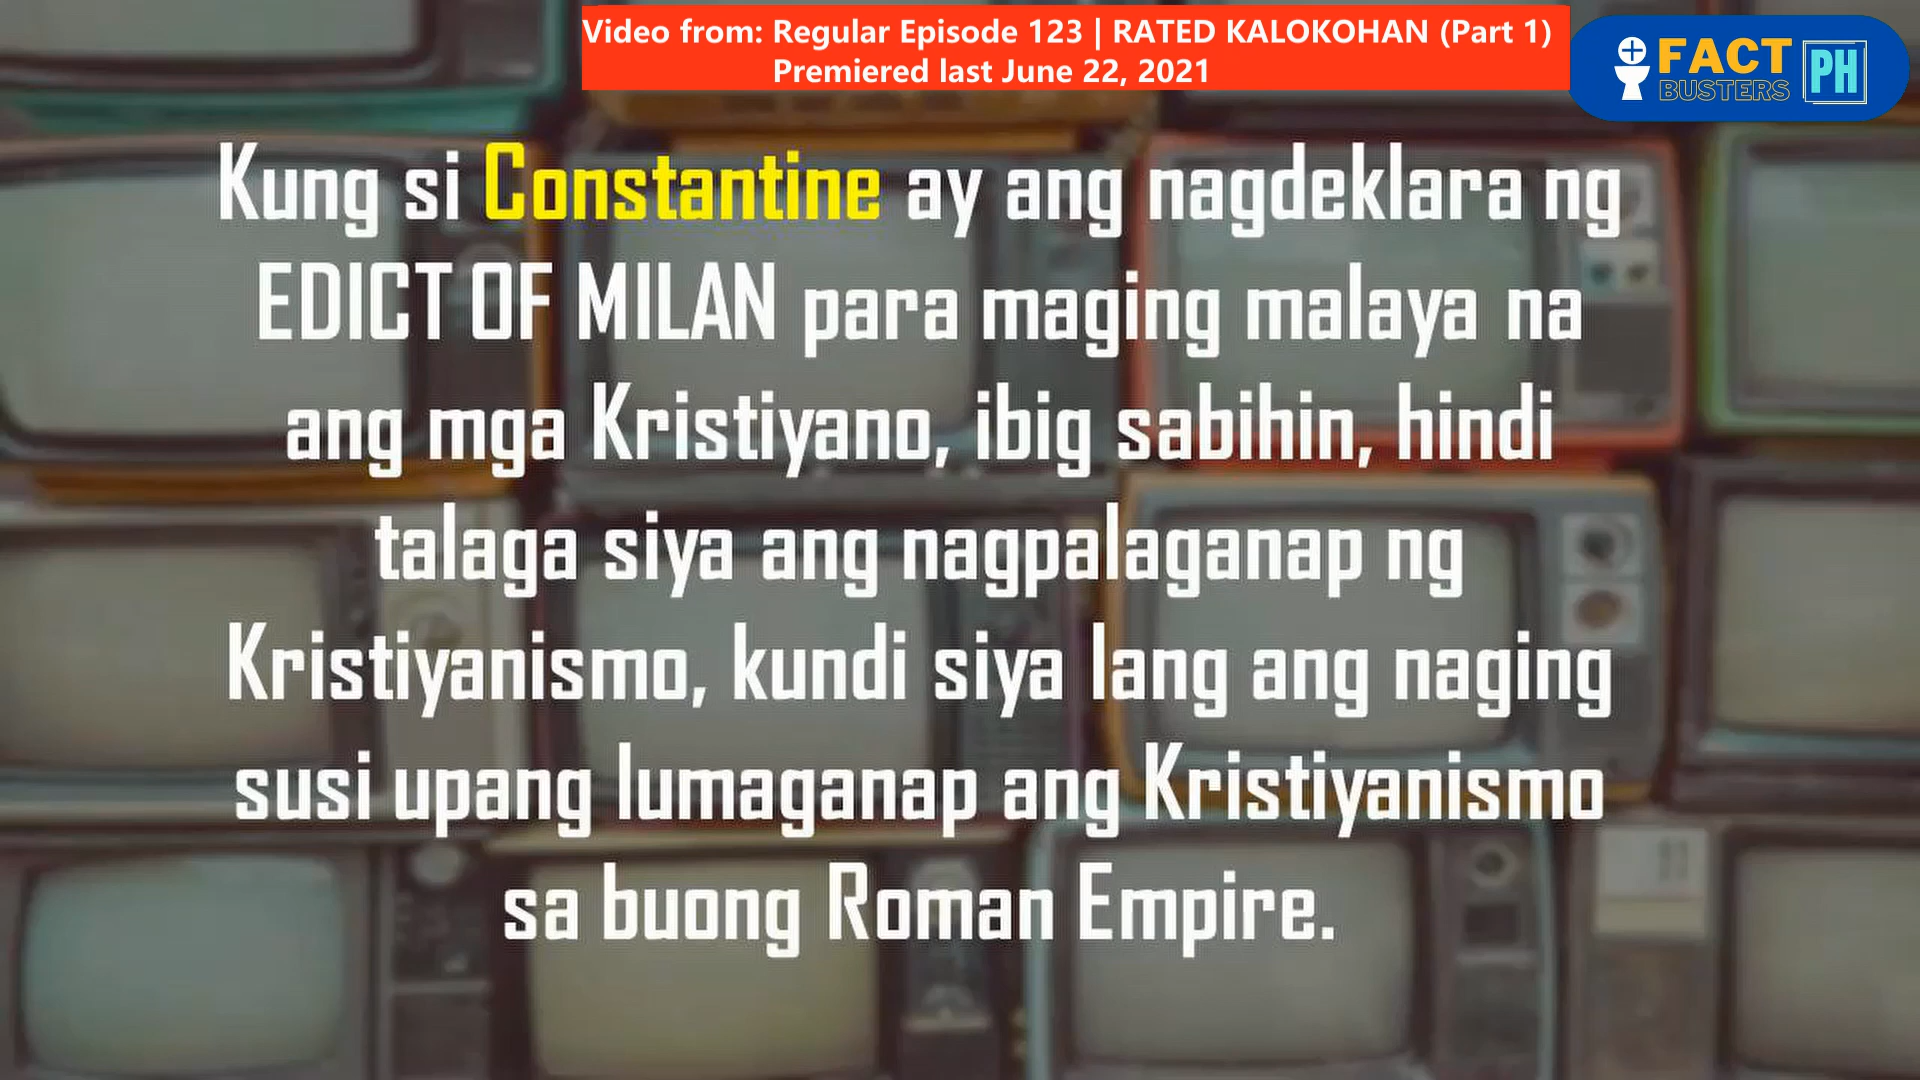 Video from: Regular Episode 123 | RATED KALOKOHAN (Part 1)
Premiered last June 22, 2021
FACT
BUSTERS
PH
Kung si Constantine ay ang nagdeklara ng
EDICT OF MILAN para maging malaya na
ang mga Kristiyano, ibig sabihin, hindi
talaga siya ang nagpalaganap ng
Kristiyanismo, kundi siya lang ang naging
susi upang lumaganap ang Kristiyanismo
sa buong Roman Empire.